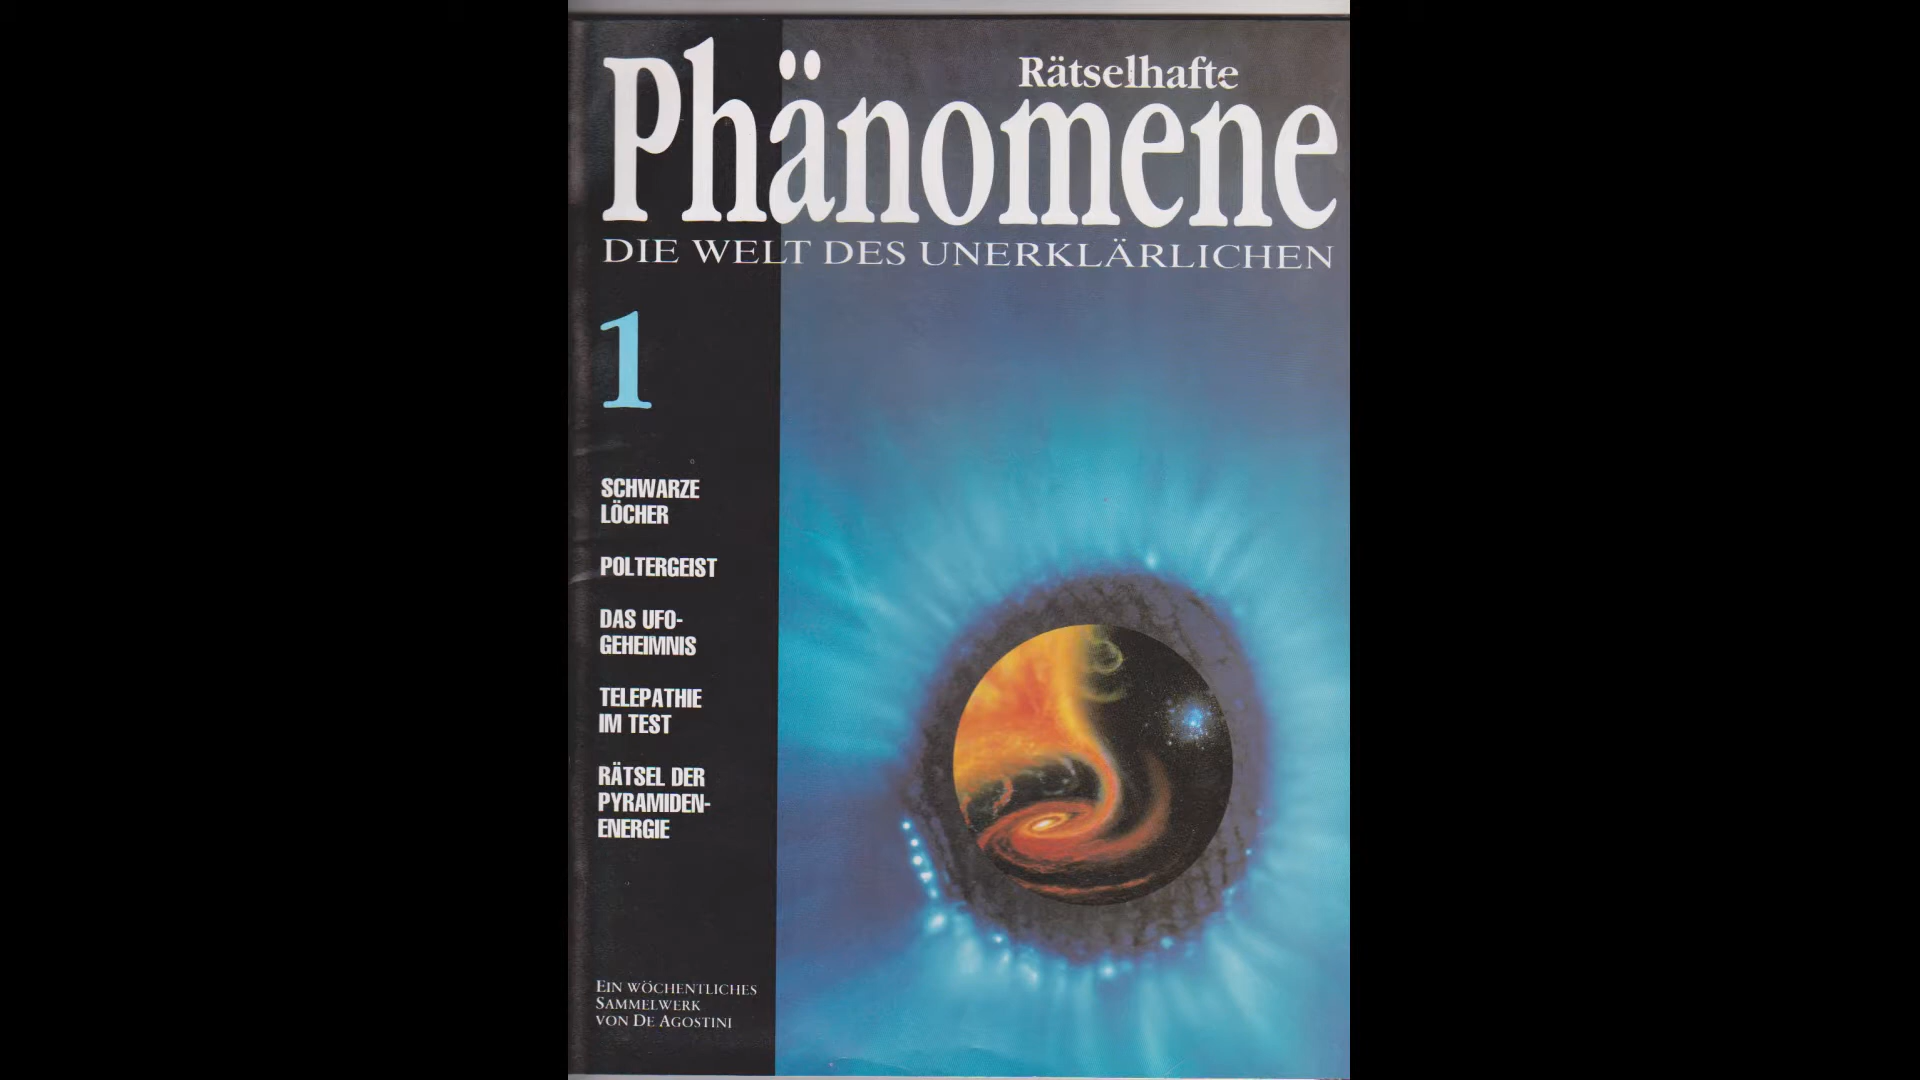 Rätselhafte
Phänomene
DIE WELT DES UNERKLÄRLICHEN
1
SCHWARZE
LÖCHER
POLTERGEIST
DAS UFO-
GEHEIMNIS
TELEPATHIE
IM TEST
RÄTSEL DER
PYRAMIDEN-
ENERGIE
EIN WÖCHENTLICHES
SAMMELWERK
VON DE AGOSTINI